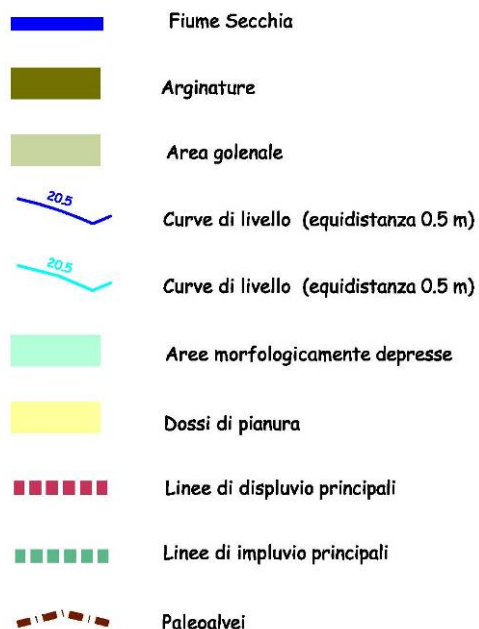 Fiume Secchia
Arginature
Area golenale
20.5
Curve di livello (equidistanza 0.5 m)
20.5
Curve di livello (equidistanza 0.5 m)
Aree morfologicamente depresse
Dossi di pianura
Linee di displuvio principali
Linee di impluvio principali
Paleoalvei